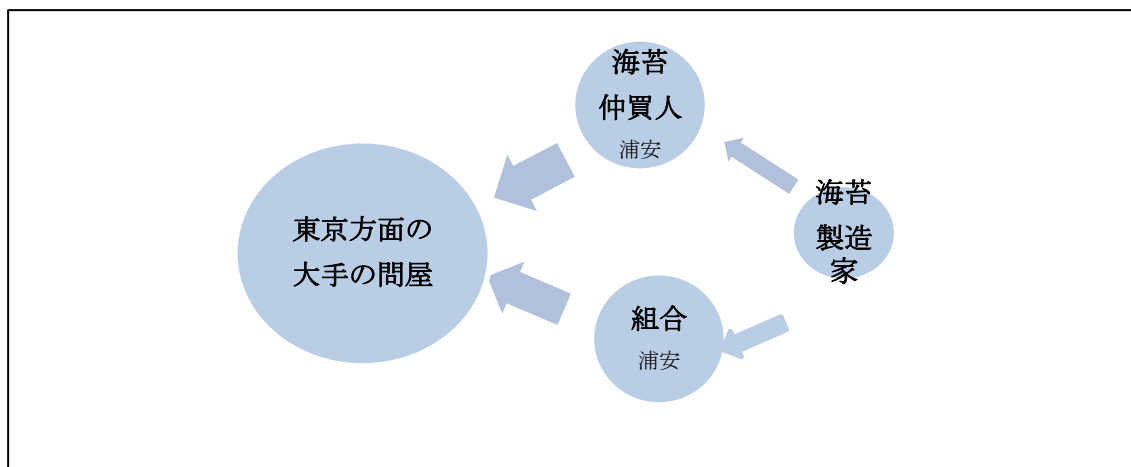 海苔
仲買人
浦安
海苔
製造
家
東京方面の
大手の問屋
組合
浦安